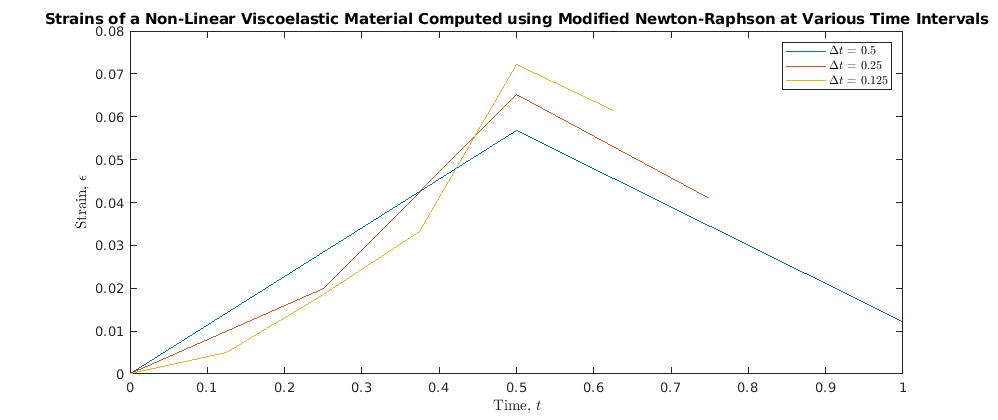 Strains of a Non-Linear Viscoelastic Material Computed using Modified Newton-Raphson at Various Time Intervals
0.08
0.07
0.06
0.05
0.04
0.03
0.02
0.01
0
Strain, ϵ
Δt = 0.5
Δt = 0.25
Δt = 0.125
0 0.1 0.2 0.3 0.4 0.5 0.6 0.7 0.8 0.9 1
Time, t